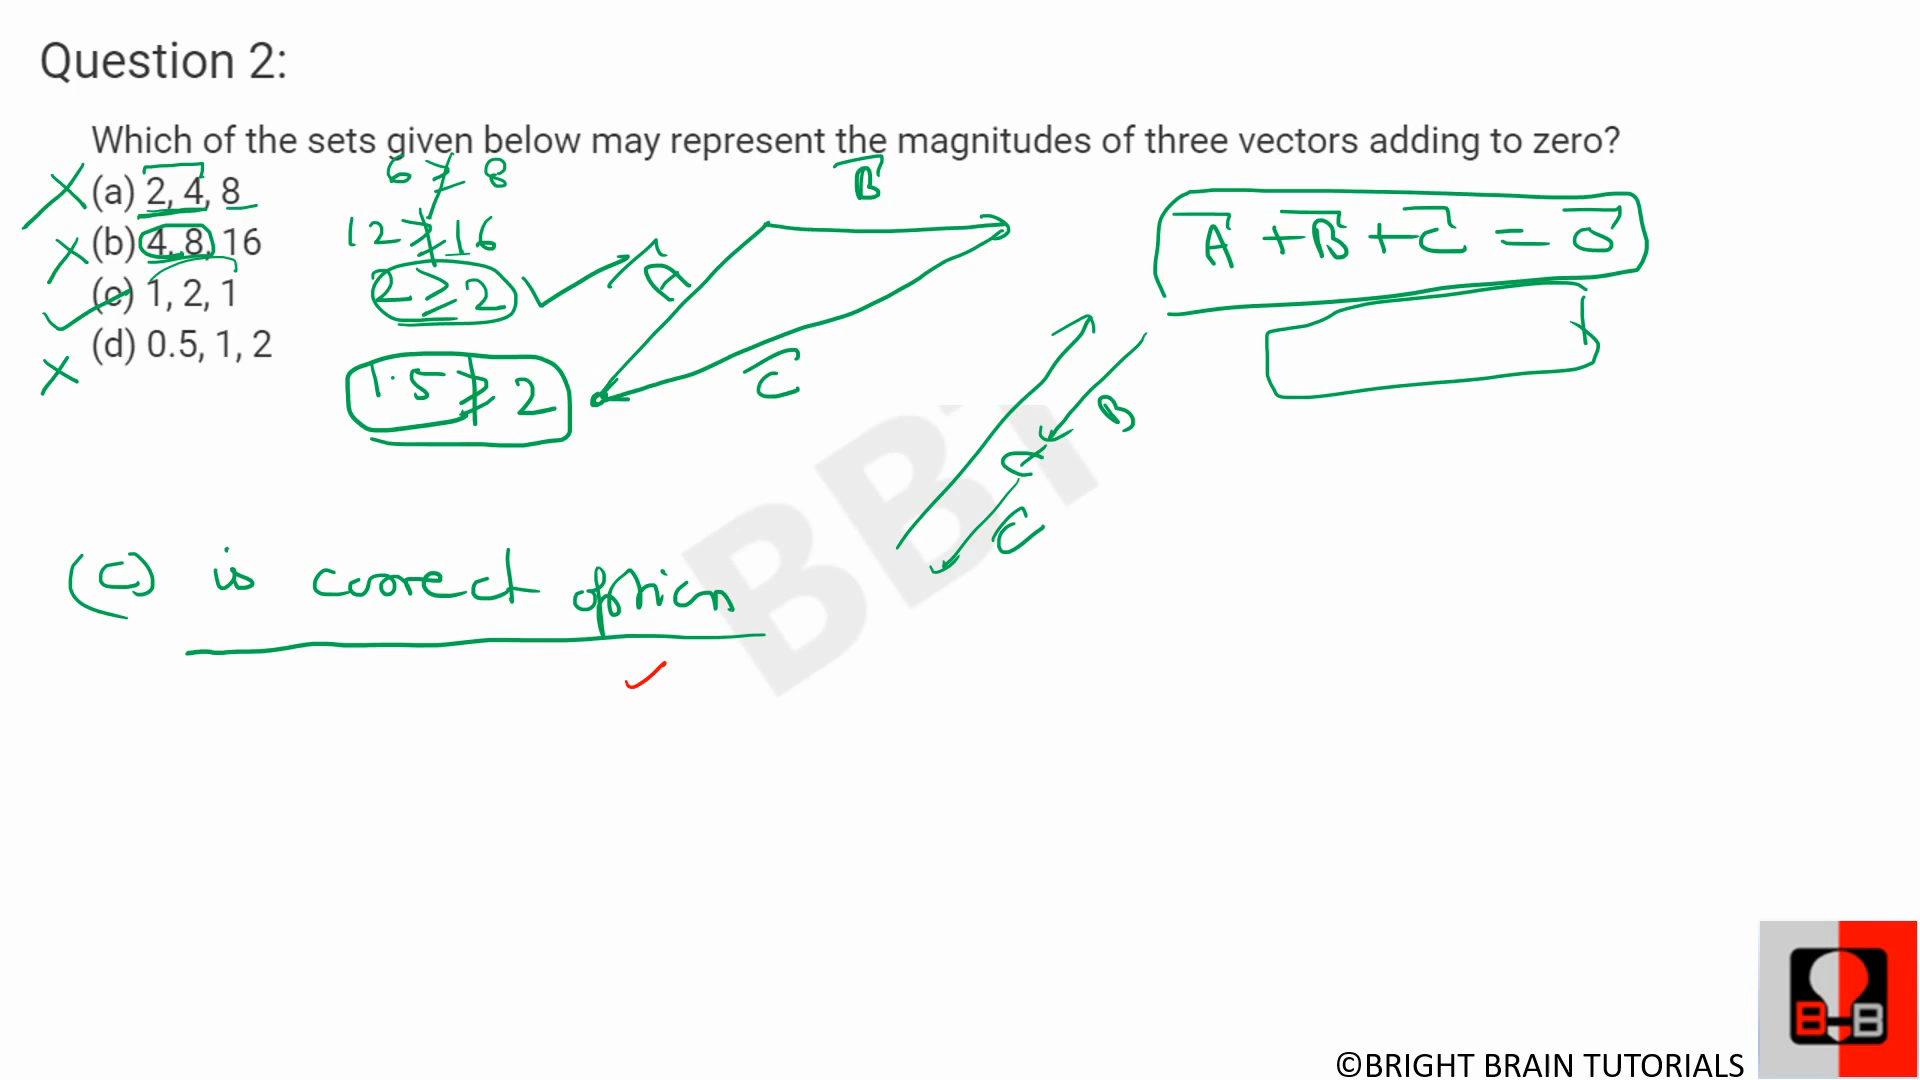 Question 2:
Which of the sets given below may represent the magnitudes of three vectors adding to zero?
(a) 2, 4, 8
6 ≱ 8
(b) 4, 8, 16
12 ≱ 16
(c) 1, 2, 1
2 ≥ 2
(d) 0.5, 1, 2
1.5 ≱ 2
A
B
C
A + B + C = 0
B
C
C
(c) is correct option
BBT
B-B
©BRIGHT BRAIN TUTORIALS